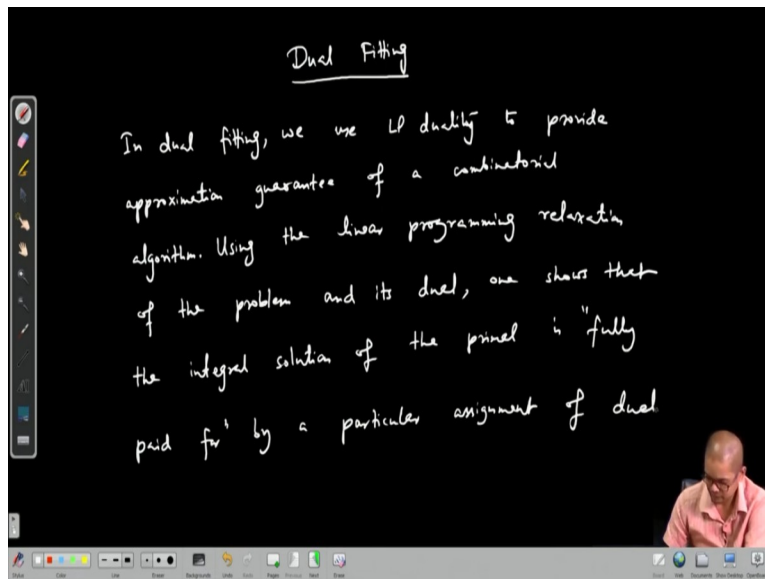 Dual Fitting
In dual fitting, we use LP duality to provide
approximation guarantee of a combinatorial
algorithm. Using the linear programming relaxation
of the problem and its dual, one shows that
the integral solution of the primal is "fully
paid for" by a particular assignment of dual